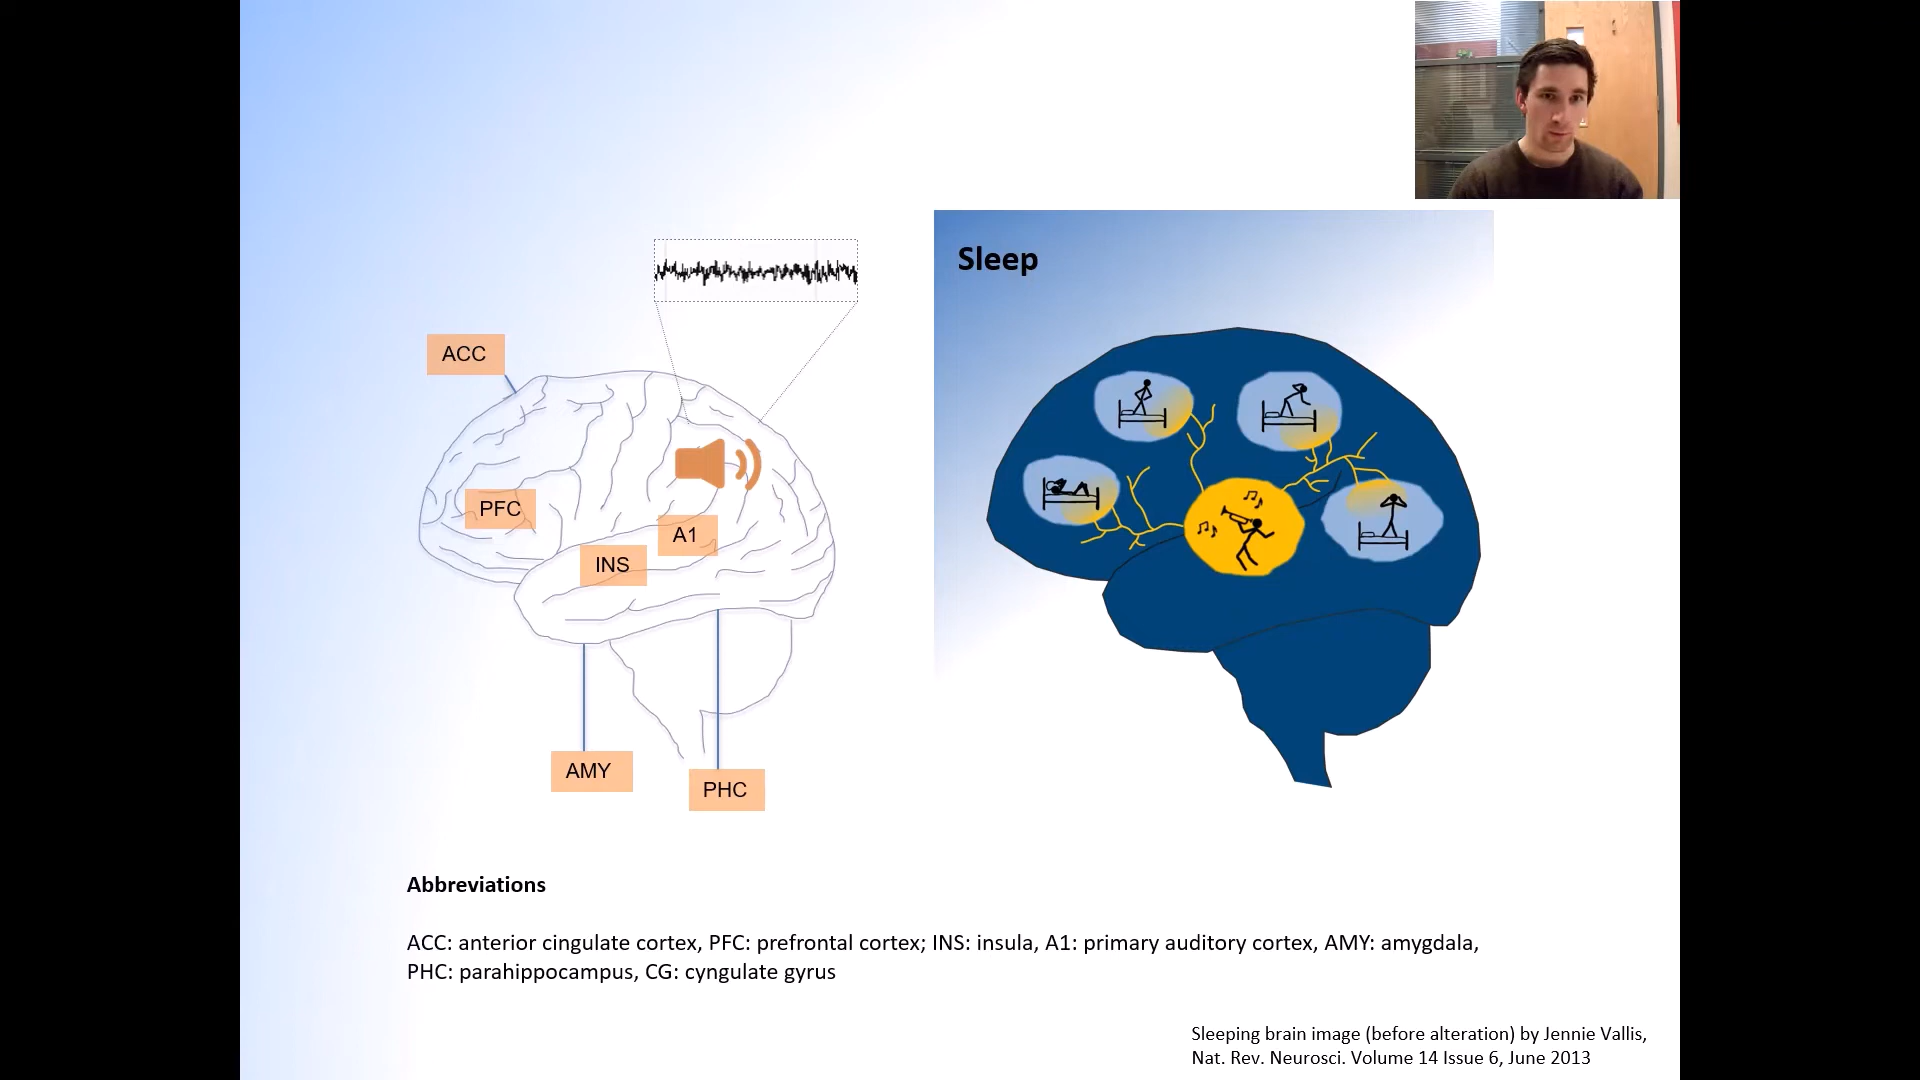 Sleep
ACC
PFC
A1
INS
AMY
PHC
Abbreviations
ACC: anterior cingulate cortex, PFC: prefrontal cortex; INS: insula, A1: primary auditory cortex, AMY: amygdala,
PHC: parahippocampus, CG: cyngulate gyrus
Sleeping brain image (before alteration) by Jennie Vallis,
Nat. Rev. Neurosci. Volume 14 Issue 6, June 2013